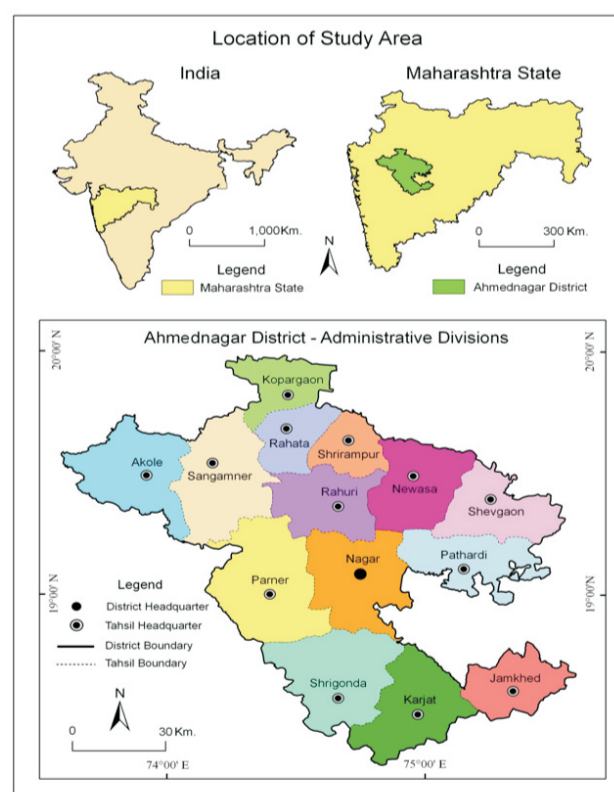 Location of Study Area
India
Maharashtra State
0 1,000 Km.
N
0 300 Km.
Legend
Maharashtra State
Legend
Ahmednagar District
Ahmednagar District - Administrative Divisions
20°00' N
20°00' N
Kopargaon
Rahata
Shrirampur
Akole
Sangamner
Rahuri
Newasa
Shevgaon
Nagar
Pathardi
Parner
19°00' N
19°00' N
Legend
District Headquarter
Tahsil Headquarter
District Boundary
Tahsil Boundary
Shrigonda
Karjat
Jamkhed
N
0 30 Km.
74°00' E
75°00' E